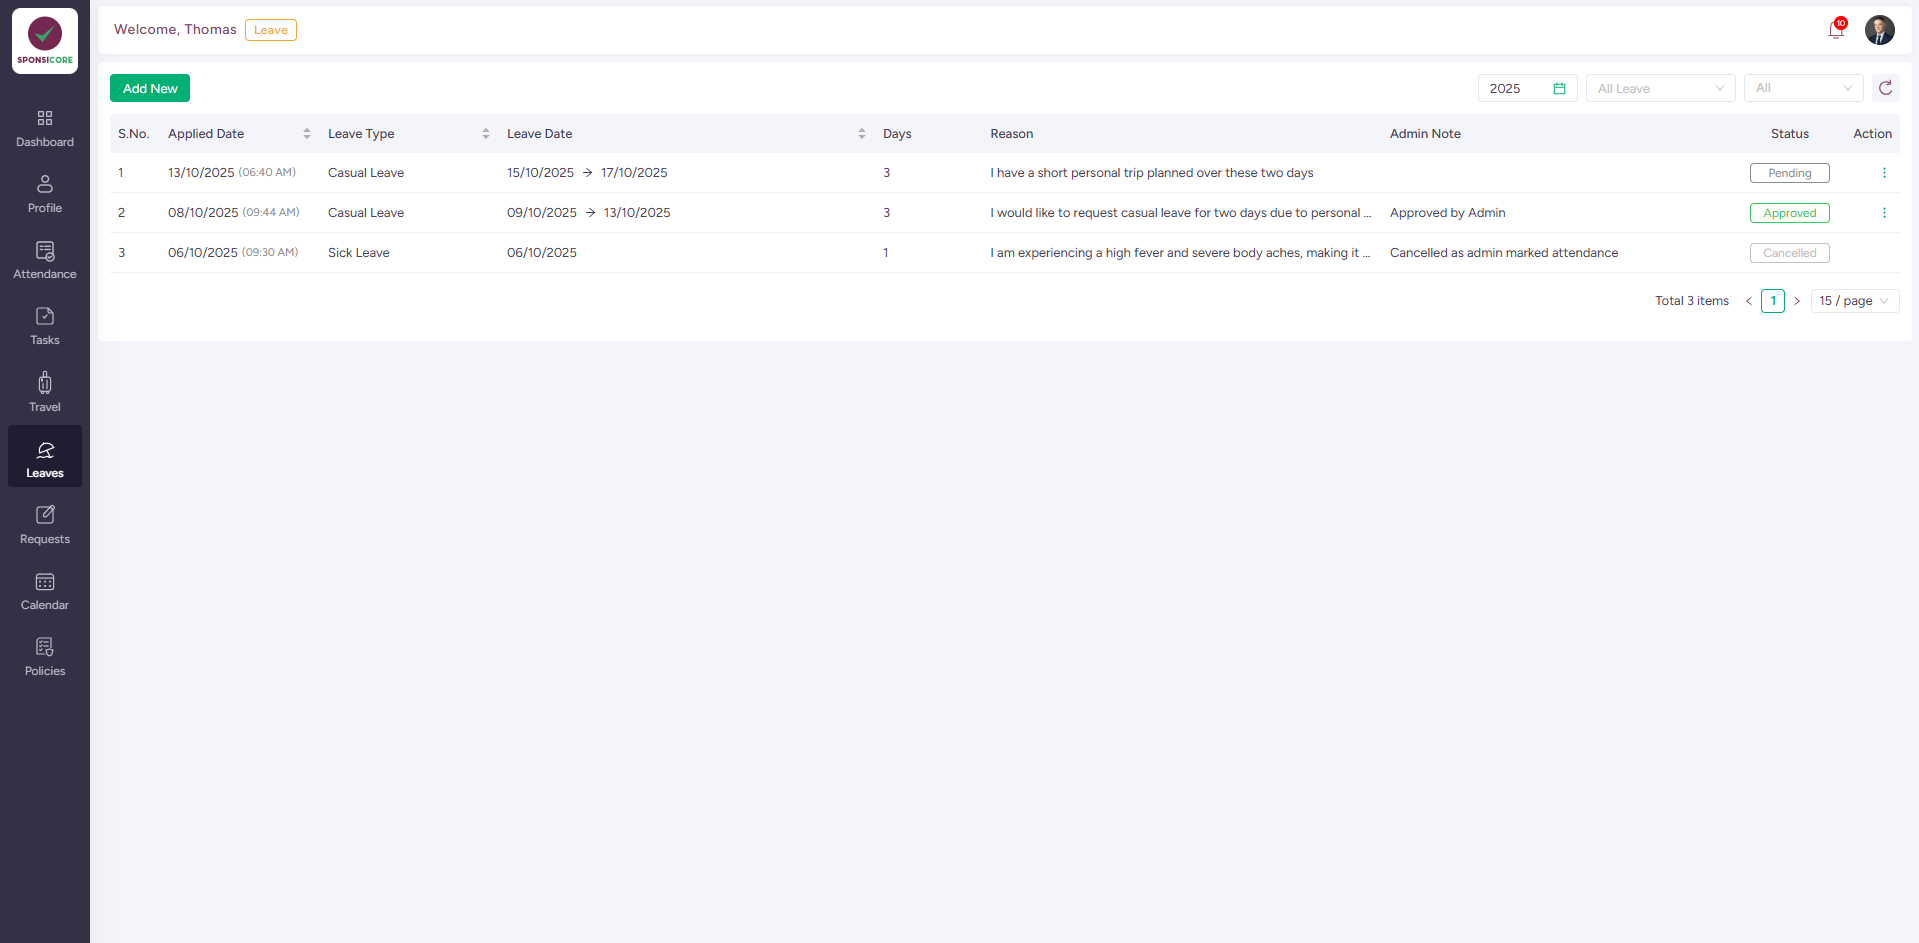 SPONSICORE
Welcome, Thomas Leave
10
Add New
2025 All Leave All
S.No. Applied Date Leave Type Leave Date Days Reason Admin Note Status Action
1 13/10/2025 (06:40 AM) Casual Leave 15/10/2025 → 17/10/2025 3 I have a short personal trip planned over these two days Pending
2 08/10/2025 (09:44 AM) Casual Leave 09/10/2025 → 13/10/2025 3 I would like to request casual leave for two days due to personal ... Approved by Admin Approved
3 06/10/2025 (09:30 AM) Sick Leave 06/10/2025 1 I am experiencing a high fever and severe body aches, making it ... Cancelled as admin marked attendance Cancelled
Total 3 items < 1 > 15 / page
Dashboard
Profile
Attendance
Tasks
Travel
Leaves
Requests
Calendar
Policies